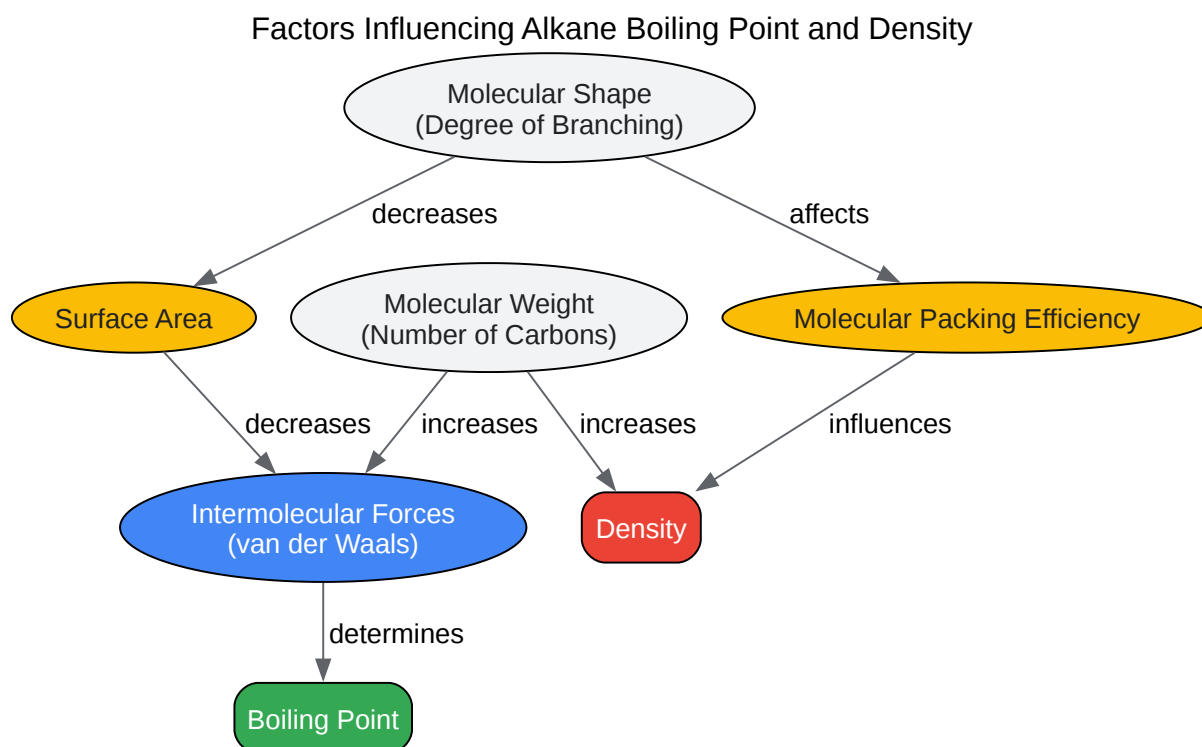 Factors Influencing Alkane Boiling Point and Density
Molecular Shape
(Degree of Branching)
decreases
affects
Surface Area
Molecular Weight
(Number of Carbons)
Molecular Packing Efficiency
decreases
increases
increases
influences
Intermolecular Forces
(van der Waals)
Density
determines
Boiling Point